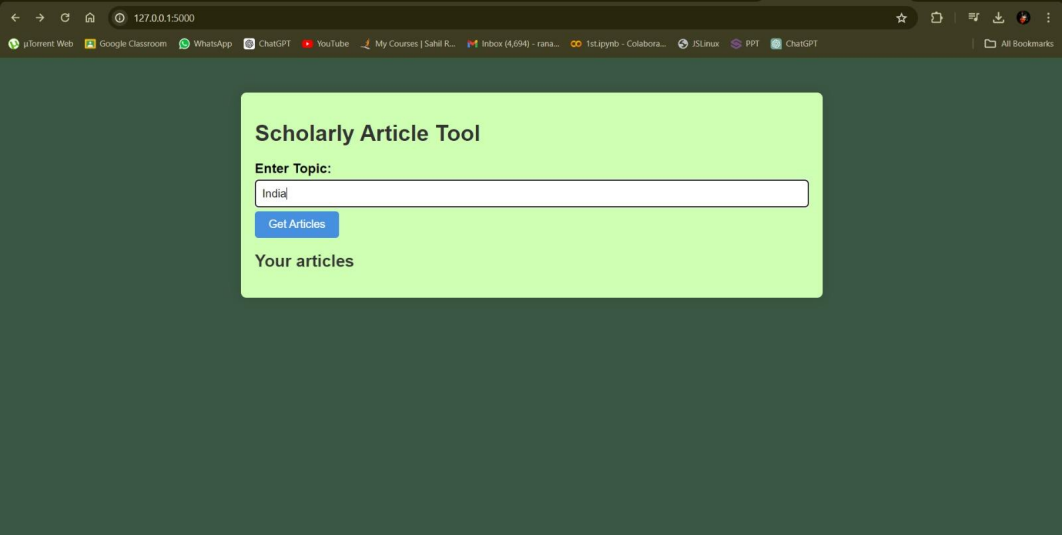 127.0.0.1:5000
µTorrent Web Google Classroom WhatsApp ChatGPT YouTube My Courses | Sahil R... Inbox (4,694) - rana... 1st.ipynb - Colabora... JSLinux PPT ChatGPT All Bookmarks
Scholarly Article Tool
Enter Topic:
India
Get Articles
Your articles